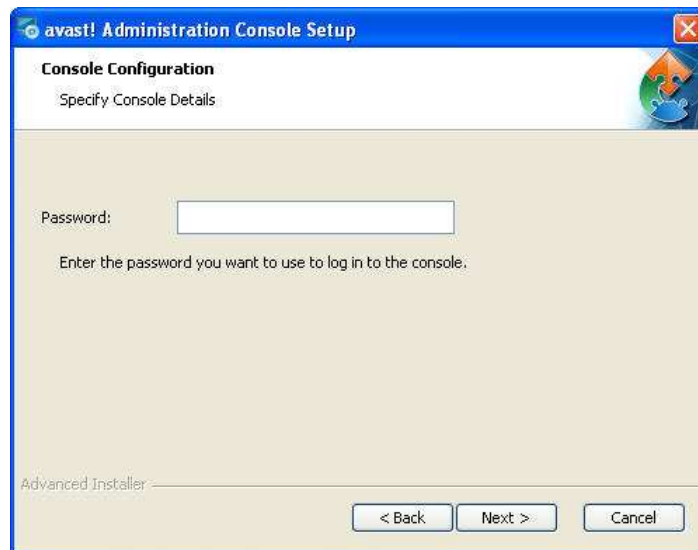 avast! Administration Console Setup
Console Configuration
Specify Console Details
Password:
Enter the password you want to use to log in to the console.
Advanced Installer
< Back
Next >
Cancel